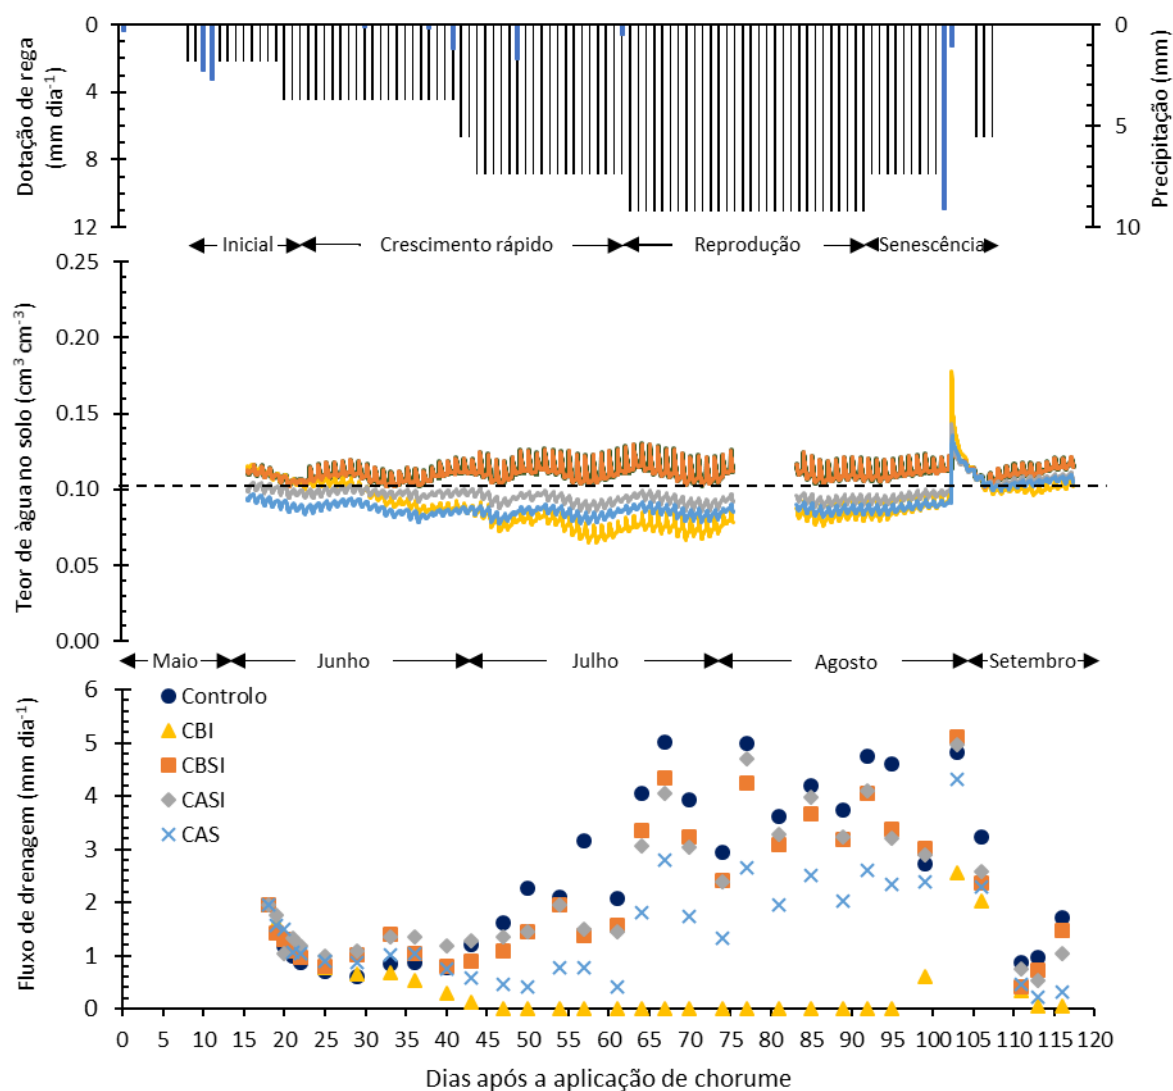 Dotação de rega
(mm dia⁻¹)
0
4
8
12
0
5
10
Precipitação (mm)
Inicial
Crescimento rápido
Reprodução
Senescência
Teor de àgua no solo (cm³ cm⁻³)
0.25
0.20
0.15
0.10
0.05
0.00
Maio
Junho
Julho
Agosto
Setembro
Fluxo de drenagem (mm dia⁻¹)
6
5
4
3
2
1
0
Controlo
CBI
CBSI
CASI
CAS
0 5 10 15 20 25 30 35 40 45 50 55 60 65 70 75 80 85 90 95 100 105 110 115 120
Dias após a aplicação de chorume